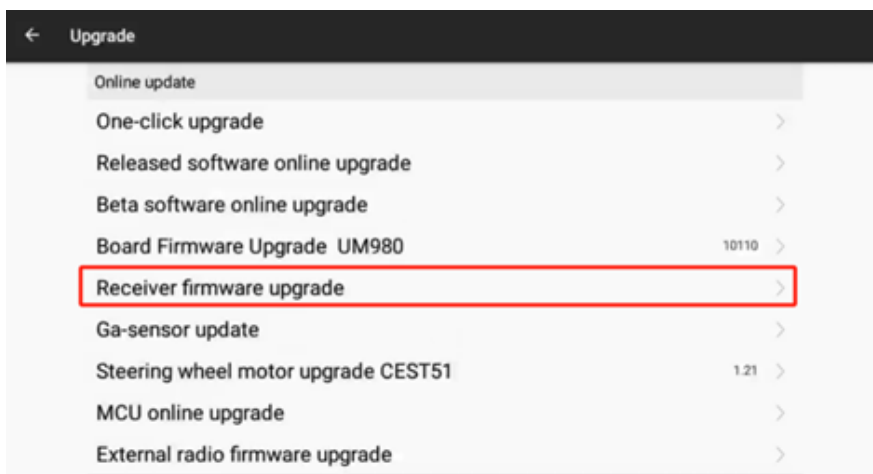 Upgrade
Online update
One-click upgrade
Released software online upgrade
Beta software online upgrade
Board Firmware Upgrade UM980 10110
Receiver firmware upgrade
Ga-sensor update
Steering wheel motor upgrade CEST51 1.21
MCU online upgrade
External radio firmware upgrade